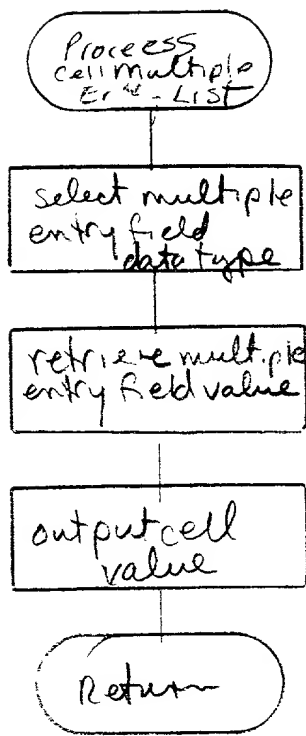 Process
cell multiple
- List
select multiple
entry field
data type
retrieve multiple
entry field value
output cell
value
Return